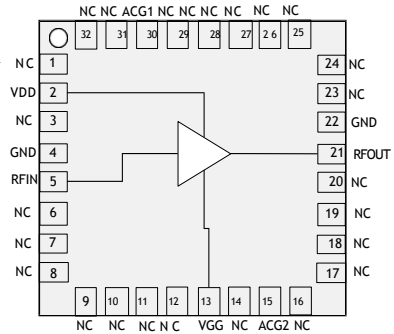 NC NC ACG1 NC NC NC NC NC NC
32 31 30 29 28 27 26 25
NC 1 24 NC
VDD 2 23 NC
NC 3 22 GND
GND 4 21 RFOUT
RFIN 5 20 NC
NC 6 19 NC
NC 7 18 NC
NC 8 17 NC
9 10 11 12 13 14 15 16
NC NC NC N C VGG NC ACG2 NC